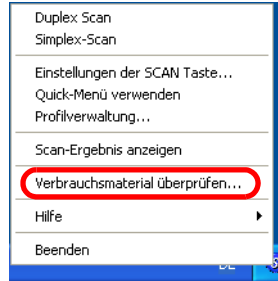 Duplex Scan
Simplex-Scan
Einstellungen der SCAN Taste...
Quick-Menü verwenden
Profilverwaltung...
Scan-Ergebnis anzeigen
Verbrauchsmaterial überprüfen...
Hilfe
Beenden
DE